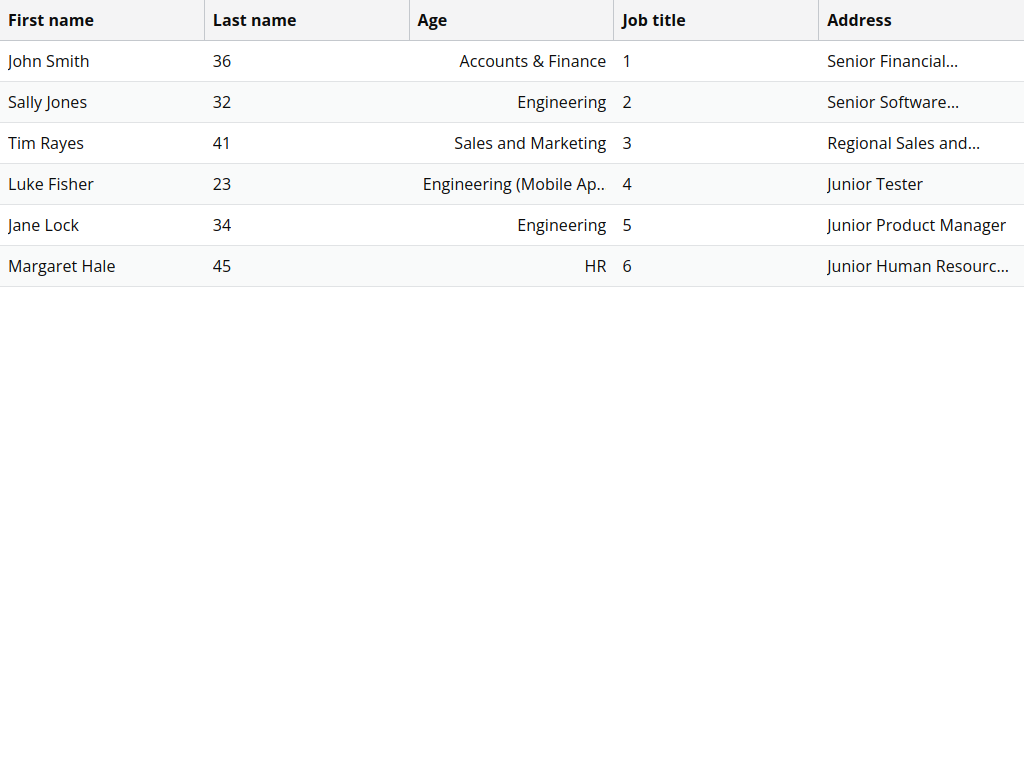 First name Last name Age Job title Address
John Smith 36 Accounts & Finance 1 Senior Financial...
Sally Jones 32 Engineering 2 Senior Software...
Tim Rayes 41 Sales and Marketing 3 Regional Sales and...
Luke Fisher 23 Engineering (Mobile Ap.. 4 Junior Tester
Jane Lock 34 Engineering 5 Junior Product Manager
Margaret Hale 45 HR 6 Junior Human Resourc...